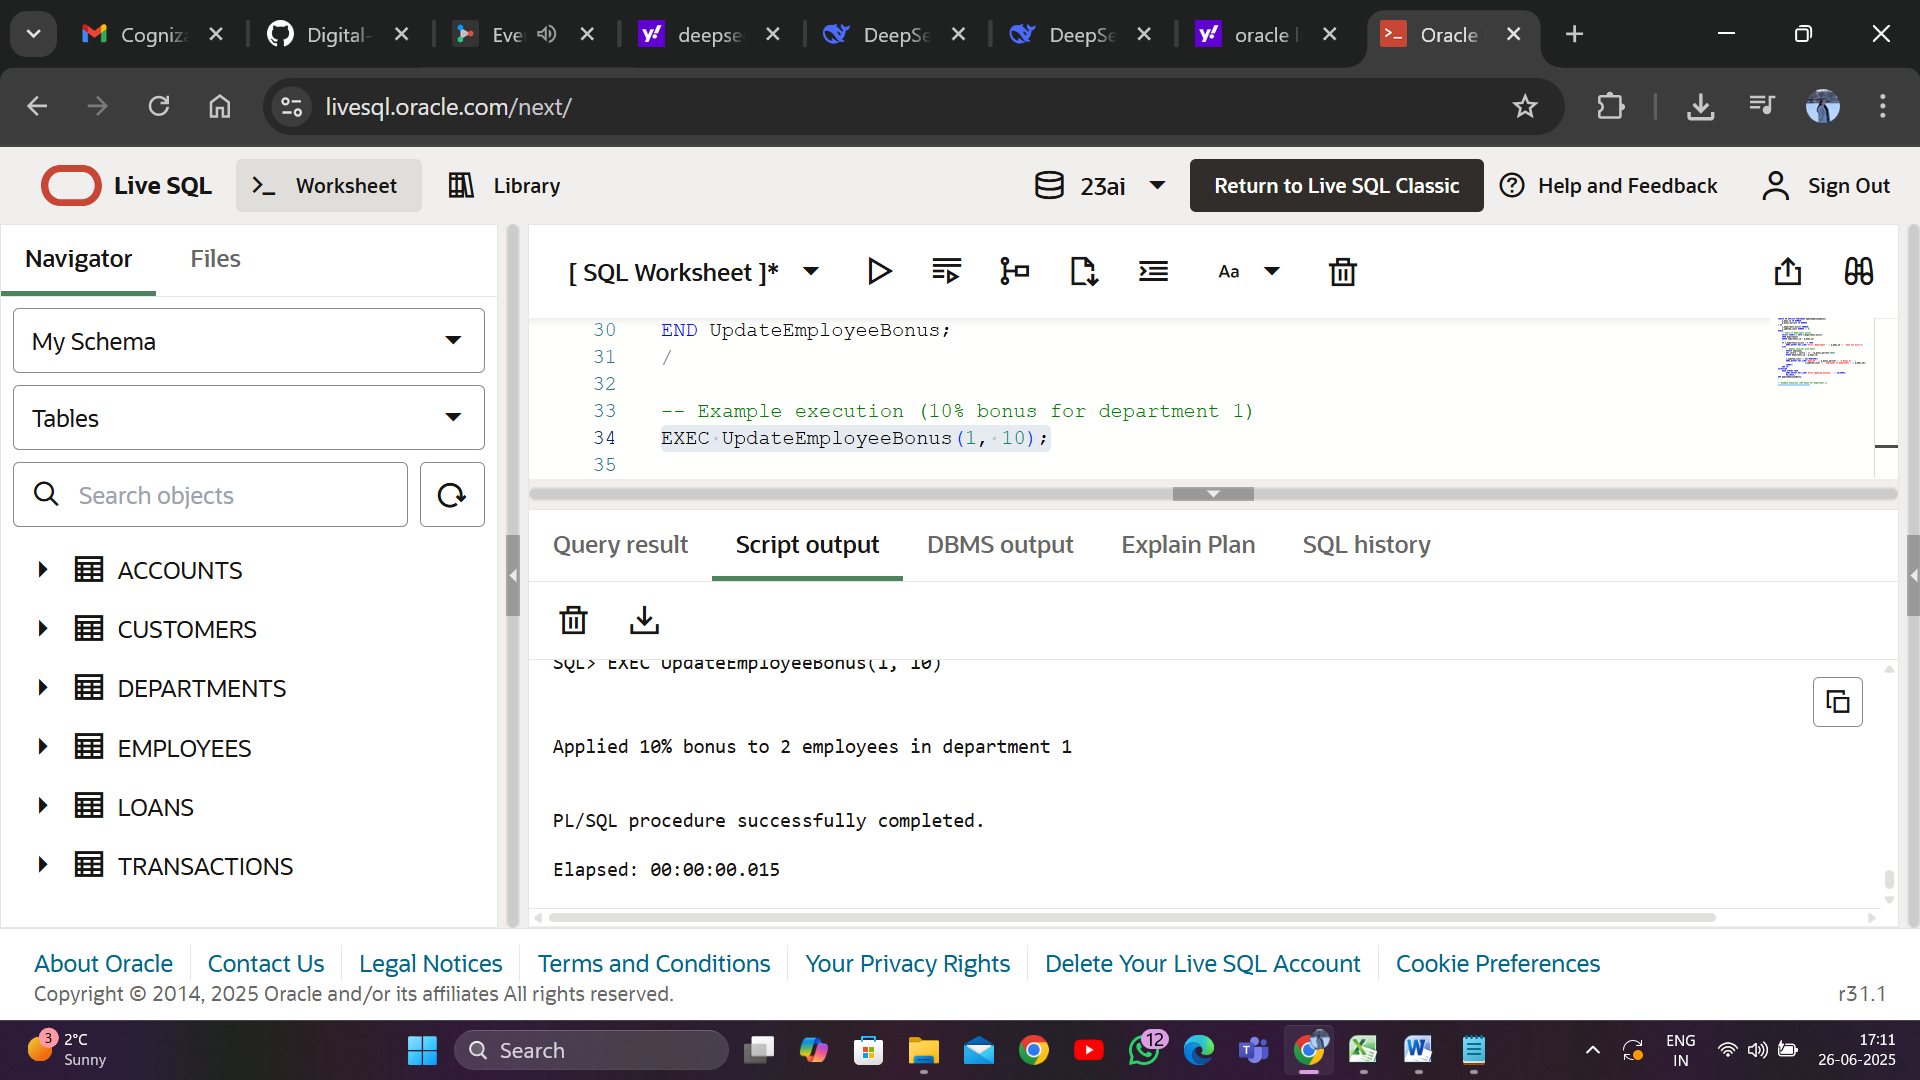 Cogniza
Digital-
Eve
deepsee
DeepSe
DeepSe
oracle l
Oracle
livesql.oracle.com/next/
Live SQL
Worksheet
Library
23ai
Return to Live SQL Classic
Help and Feedback
Sign Out
Navigator
Files
[ SQL Worksheet ]*
Aa
My Schema
Tables
Search objects
ACCOUNTS
CUSTOMERS
DEPARTMENTS
EMPLOYEES
LOANS
TRANSACTIONS
30 END UpdateEmployeeBonus;
31 /
32
33 -- Example execution (10% bonus for department 1)
34 EXEC UpdateEmployeeBonus(1, 10);
35
Query result
Script output
DBMS output
Explain Plan
SQL history
SQL> EXEC UpdateEmployeeBonus(1, 10)
Applied 10% bonus to 2 employees in department 1
PL/SQL procedure successfully completed.
Elapsed: 00:00:00.015
About Oracle
Contact Us
Legal Notices
Terms and Conditions
Your Privacy Rights
Delete Your Live SQL Account
Cookie Preferences
Copyright © 2014, 2025 Oracle and/or its affiliates All rights reserved.
r31.1
3
2°C
Sunny
Search
12
ENG
IN
17:11
26-06-2025